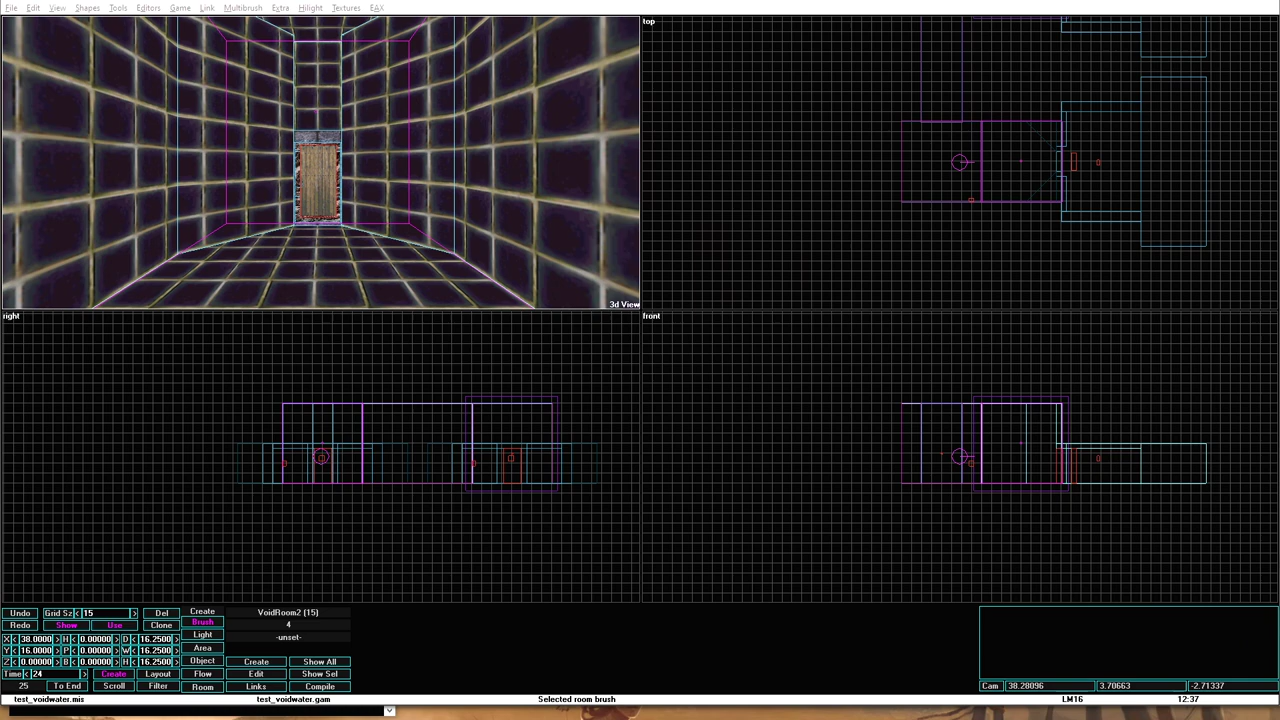 File Edit View Shapes Tools Editors Game Link Multibrush Extra Hilight Textures EAX
top
3d View
right
front
Undo Grid Sz < 15 > Del Create VoidRoom2 (15)
Redo Show Use Clone Brush 4
X < 38.0000 > H < 0.00000 > D < 16.2500 > Light -unset-
Y < 16.0000 > P < 0.00000 > W < 16.2500 > Area
Z < 0.00000 > B < 0.00000 > H < 16.2500 > Object Create Show All
Time < 24 > Create Layout Flow Edit Show Sel
25 To End Scroll Filter Room Links Compile
Cam 38.28096 3.70663 -2.71337
test_voidwater.mis test_voidwater.gam Selected room brush LM16 12:37